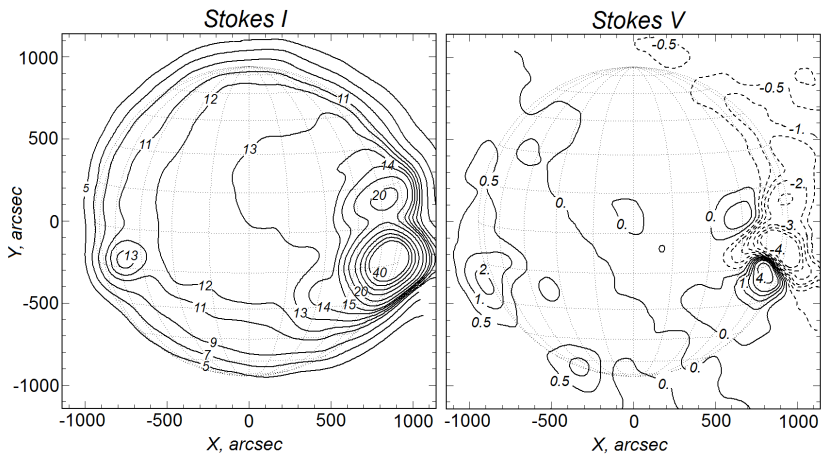 Stokes I Stokes V
1000 12 11 -0.5 -0.5
11 -1.
500 13
14 0.5 0. -2.
20
Y, arcsec 0 0. 0. -3.
13 -4.
40 2. 1. 4.
12 20 1.
-500 11 13 14 15 0.5
9 0. 0.
7
-1000 5 0.5 0.
5
-1000 -500 0 500 1000 -1000 -500 0 500 1000
X, arcsec X, arcsec